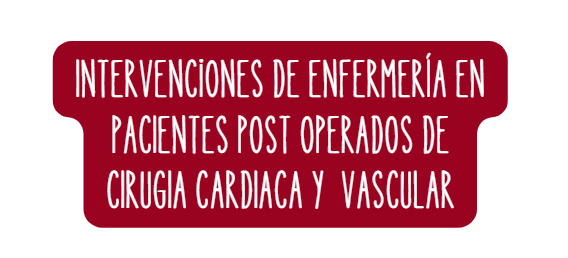 INTERVENCIONES DE ENFERMERÍA EN
PACIENTES POST OPERADOS DE
CIRUGIA CARDIACA Y VASCULAR